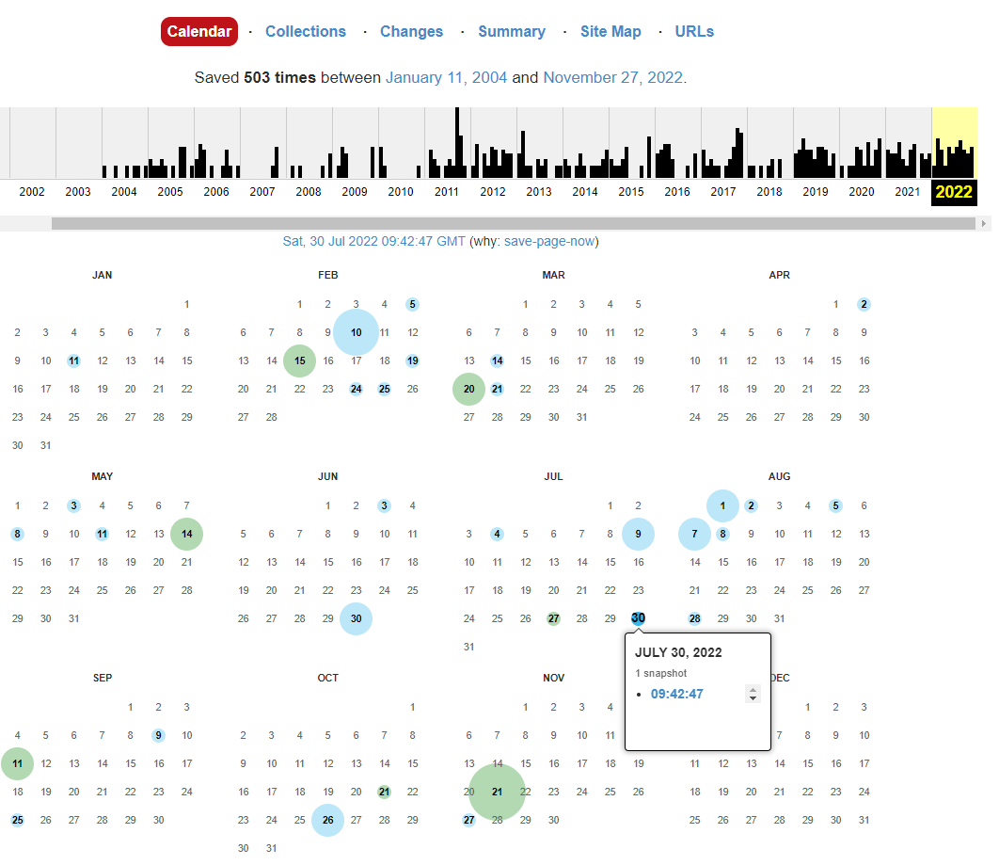 Calendar · Collections · Changes · Summary · Site Map · URLs
Saved 503 times between January 11, 2004 and November 27, 2022.
2002 2003 2004 2005 2006 2007 2008 2009 2010 2011 2012 2013 2014 2015 2016 2017 2018 2019 2020 2021 2022
Sat, 30 Jul 2022 09:42:47 GMT (why: save-page-now)
JAN
1
2 3 4 5 6 7 8
9 10 11 12 13 14 15
16 17 18 19 20 21 22
23 24 25 26 27 28 29
30 31
FEB
1 2 3 4 5
6 7 8 9 10 11 12
13 14 15 16 17 18 19
20 21 22 23 24 25 26
27 28
MAR
1 2 3 4 5
6 7 8 9 10 11 12
13 14 15 16 17 18 19
20 21 22 23 24 25 26
27 28 29 30 31
APR
1 2
3 4 5 6 7 8 9
10 11 12 13 14 15 16
17 18 19 20 21 22 23
24 25 26 27 28 29 30
MAY
1 2 3 4 5 6 7
8 9 10 11 12 13 14
15 16 17 18 19 20 21
22 23 24 25 26 27 28
29 30 31
JUN
1 2 3 4
5 6 7 8 9 10 11
12 13 14 15 16 17 18
19 20 21 22 23 24 25
26 27 28 29 30
JUL
1 2
3 4 5 6 7 8 9
10 11 12 13 14 15 16
17 18 19 20 21 22 23
24 25 26 27 28 29 30
31
AUG
1 2 3 4 5 6
7 8 9 10 11 12 13
14 15 16 17 18 19 20
21 22 23 24 25 26 27
28 29 30 31
JULY 30, 2022
1 snapshot
• 09:42:47
SEP
1 2 3
4 5 6 7 8 9 10
11 12 13 14 15 16 17
18 19 20 21 22 23 24
25 26 27 28 29 30
OCT
1
2 3 4 5 6 7 8
9 10 11 12 13 14 15
16 17 18 19 20 21 22
23 24 25 26 27 28 29
30 31
NOV
1 2 3 4
6 7 8 9 10 11
13 14 15 16 17 18 19
20 21 22 23 24 25 26
27 28 29 30
DEC
1 2 3
7 8 9 10
11 12 13 14 15 16 17
18 19 20 21 22 23 24
25 26 27 28 29 30 31